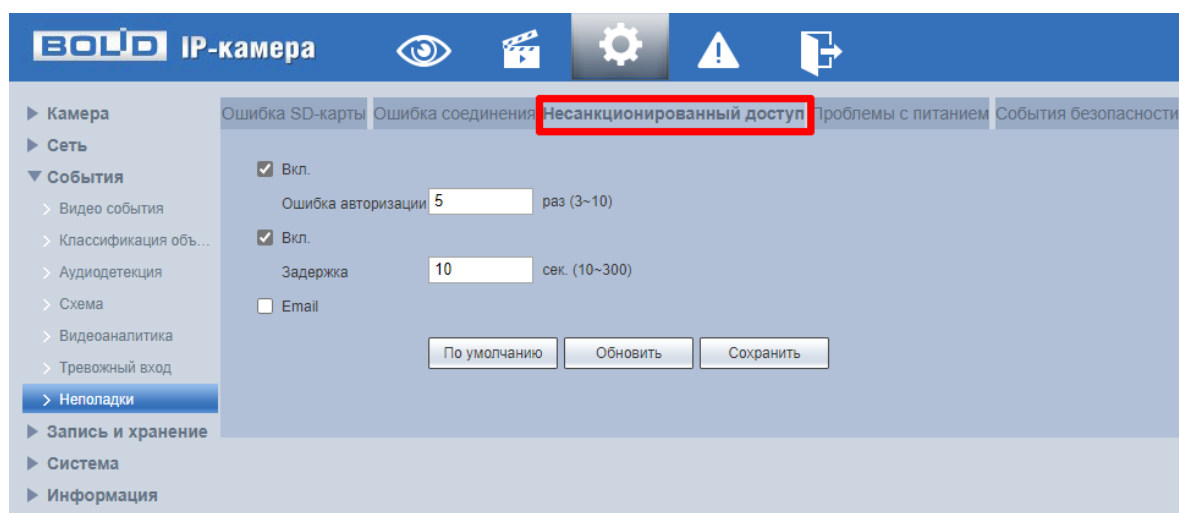 BOLID IP-камера
Камера
Сеть
События
Видео события
Классификация объ...
Аудиодетекция
Схема
Видеоаналитика
Тревожный вход
Неполадки
Запись и хранение
Система
Информация
Ошибка SD-карты Ошибка соединения Несанкционированный доступ Проблемы с питанием События безопасности
Вкл.
Ошибка авторизации 5 раз (3~10)
Вкл.
Задержка 10 сек. (10~300)
Email
По умолчанию Обновить Сохранить